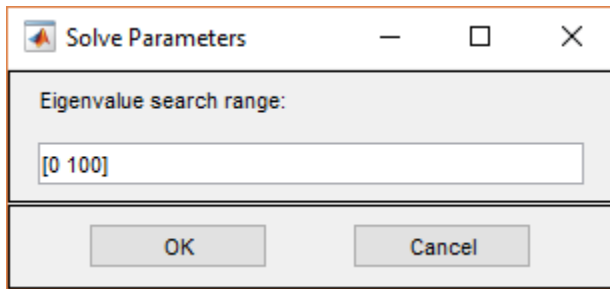 Solve Parameters
Eigenvalue search range:
[0 100]
OK
Cancel